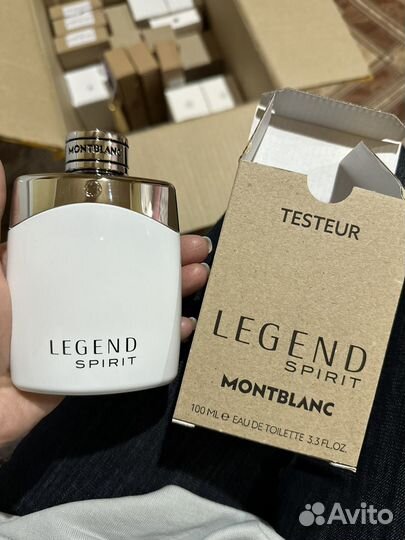 MONTBLANC
LEGEND
SPIRIT
TESTEUR
LEGEND
SPIRIT
MONTBLANC
100 ML ℮ EAU DE TOILETTE 3.3 FL.OZ.
Avito